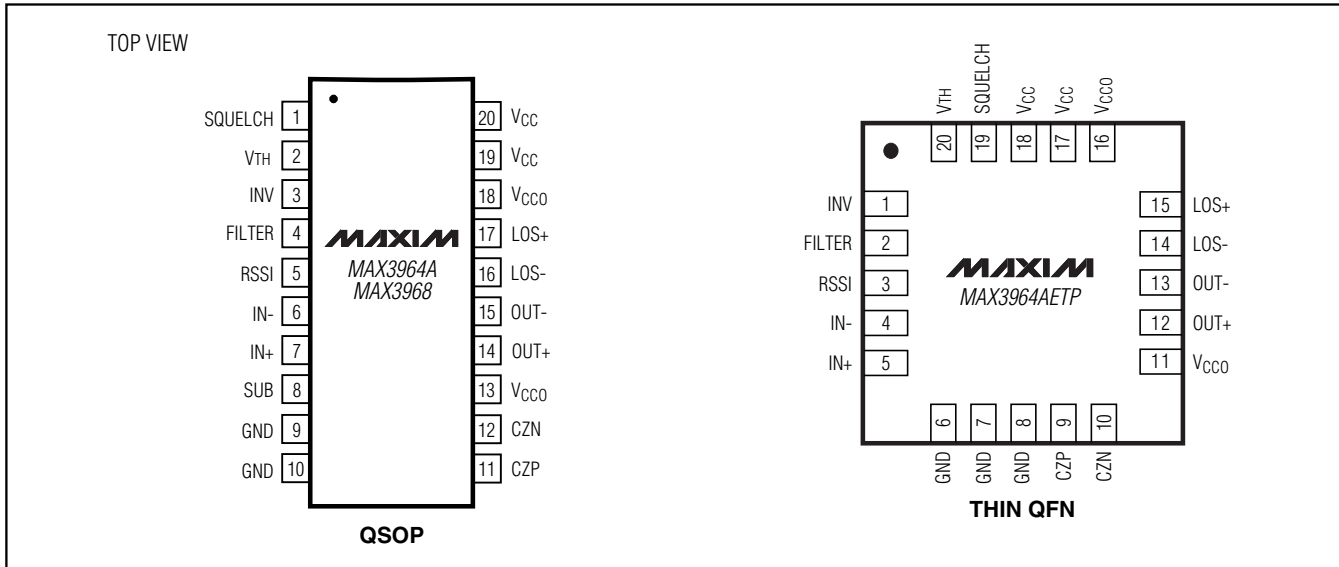 TOP VIEW
SQUELCH 1
VTH 2
INV 3
FILTER 4
RSSI 5
IN- 6
IN+ 7
SUB 8
GND 9
GND 10
20 VCC
19 VCC
18 VCCO
17 LOS+
16 LOS-
15 OUT-
14 OUT+
13 VCCO
12 CZN
11 CZP
MAXIM
MAX3964A
MAX3968
QSOP
VTH
SQUELCH
VCC
VCC
VCCO
20 19 18 17 16
INV 1
FILTER 2
RSSI 3
IN- 4
IN+ 5
15 LOS+
14 LOS-
13 OUT-
12 OUT+
11 VCCO
MAXIM
MAX3964AETP
6 7 8 9 10
GND
GND
GND
CZP
CZN
THIN QFN